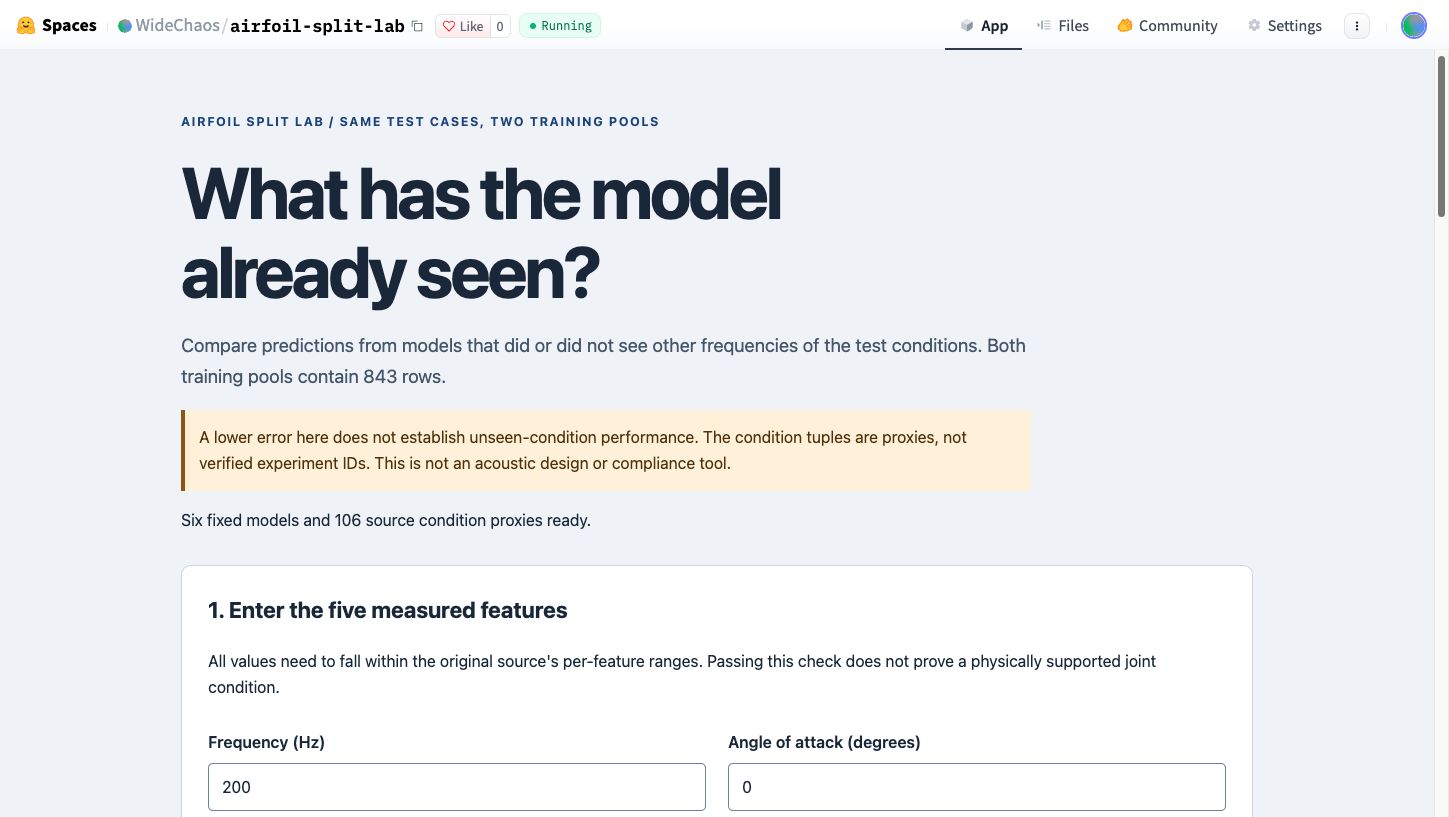 Spaces
WideChaos/airfoil-split-lab
Like 0
Running
App
Files
Community
Settings
AIRFOIL SPLIT LAB / SAME TEST CASES, TWO TRAINING POOLS
What has the model
already seen?
Compare predictions from models that did or did not see other frequencies of the test conditions. Both
training pools contain 843 rows.
A lower error here does not establish unseen-condition performance. The condition tuples are proxies, not
verified experiment IDs. This is not an acoustic design or compliance tool.
Six fixed models and 106 source condition proxies ready.
1. Enter the five measured features
All values need to fall within the original source's per-feature ranges. Passing this check does not prove a physically supported joint
condition.
Frequency (Hz)
200
Angle of attack (degrees)
0